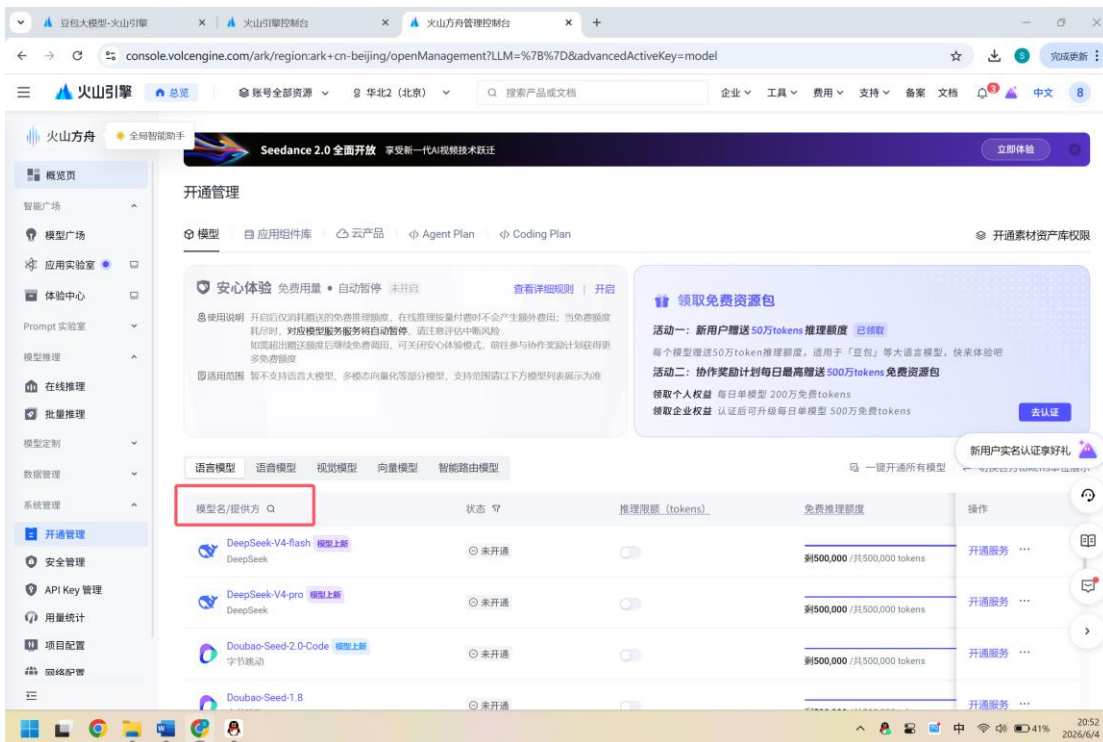 豆包大模型-火山引擎
火山引擎控制台
火山方舟管理控制台
console.volcengine.com/ark/region:ark+cn-beijing/openManagement?LLM=%7B%7D&advancedActiveKey=model
S
完成更新
火山引擎
总览
账号全部资源
华北2（北京）
搜索产品或文档
企业
工具
费用
支持
备案
文档
3
中文
8
火山方舟
全局智能助手
Seedance 2.0 全面开放 享受新一代AI视频技术跃迁
立即体验
概览页
智能广场
模型广场
应用实验室
体验中心
Prompt 实验室
模型推理
在线推理
批量推理
模型定制
数据管理
系统管理
开通管理
安全管理
API Key 管理
用量统计
项目配置
网络配置
开通管理
模型
应用组件库
云产品
Agent Plan
Coding Plan
开通素材资产库权限
安心体验 免费用量 • 自动暂停 未开启
查看详细规则
开启
使用说明 开启后仅消耗赠送的免费推理额度，在线推理按量付费时不会产生额外费用；当免费额度
耗尽时，对应模型服务服务将自动暂停，请注意评估中断风险
如需超出赠送额度后继续免费调用，可关闭安心体验模式，前往参与协作奖励计划获得更
多免费额度
适用范围 暂不支持语言大模型、多模态向量化等部分模型，支持范围请以下方模型列表展示为准
领取免费资源包
活动一：新用户赠送50万tokens推理额度 已领取
每个模型赠送50万token推理额度，适用于「豆包」等大语言模型，快来体验吧
活动二：协作奖励计划每日最高赠送500万tokens免费资源包
领取个人权益 每日单模型 200万免费tokens
领取企业权益 认证后可升级每日单模型 500万免费tokens
去认证
新用户实名认证享好礼
语言模型
语音模型
视觉模型
向量模型
智能路由模型
一键开通所有模型
模型名/提供方
状态
推理限额（tokens）
免费推理额度
操作
DeepSeek-V4-flash 模型上新
DeepSeek
未开通
剩500,000 /共500,000 tokens
开通服务 ···
DeepSeek-V4-pro 模型上新
DeepSeek
未开通
剩500,000 /共500,000 tokens
开通服务 ···
Doubao-Seed-2.0-Code 模型上新
字节跳动
未开通
剩500,000 /共500,000 tokens
开通服务 ···
Doubao-Seed-1.8
未开通
开通服务 ···
中
41%
20:52
2026/6/4